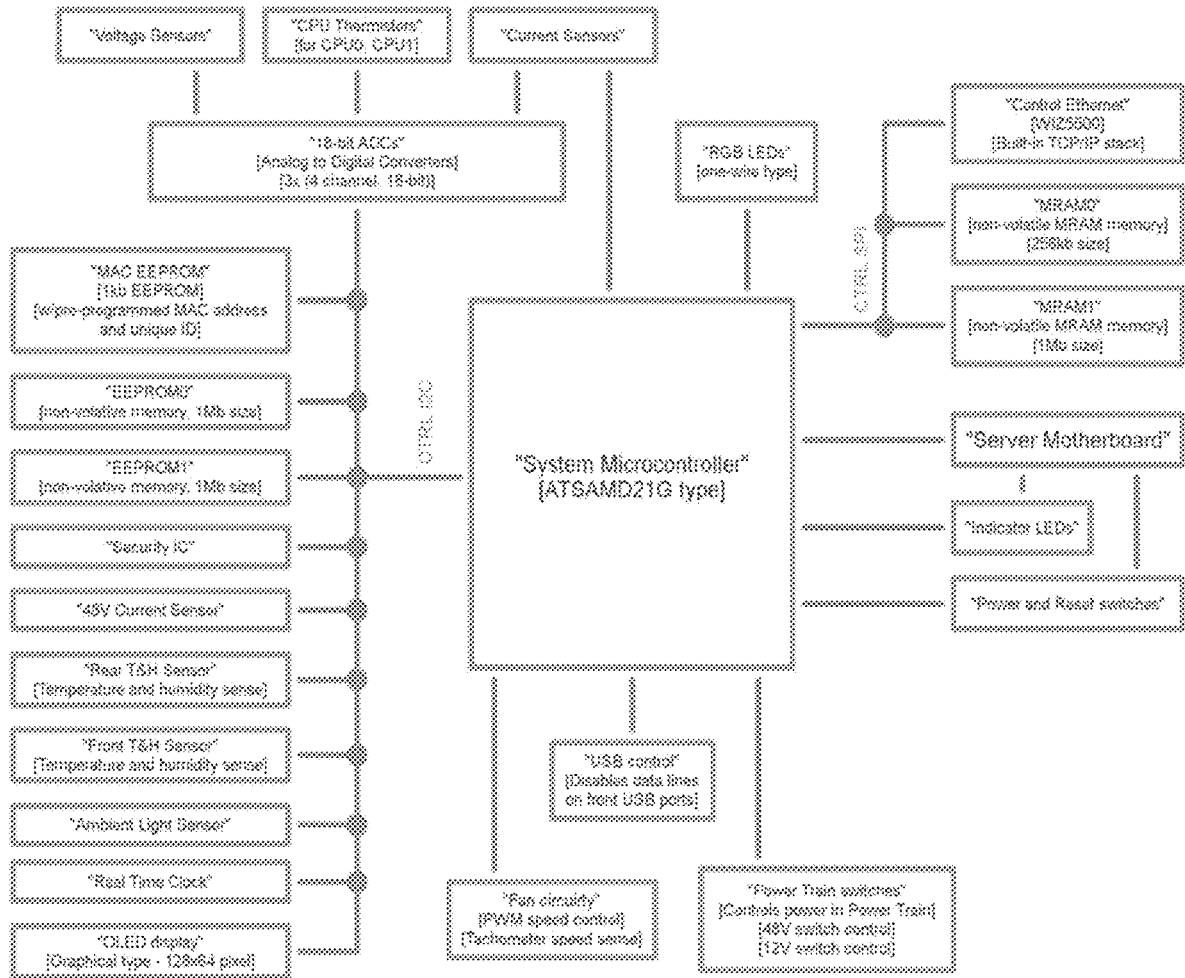 "Voltage Sensors"
"CPU Thermistors"
[for CPU0, CPU1]
"Current Sensors"
"18-bit ADCs"
[Analog to Digital Converters]
[3x (4 channel, 18-bit)]
"RGB LEDs"
[one-wire type]
"Control Ethernet"
[WIZ5500]
[Built-in TCP/IP stack]
"MRAM0"
[non-volatile MRAM memory]
[256kb size]
"MRAM1"
[non-volatile MRAM memory]
[1Mb size]
CTRL SPI
"MAC EEPROM"
[1kb EEPROM]
[w/pre-programmed MAC address
and unique ID]
"EEPROM0"
[non-volative memory, 1Mb size]
"EEPROM1"
[non-volative memory, 1Mb size]
"Security IC"
"48V Current Sensor"
"Rear T&H Sensor"
[Temperature and humidity sense]
"Front T&H Sensor"
[Temperature and humidity sense]
"Ambient Light Sensor"
"Real Time Clock"
"OLED display"
[Graphical type - 128x64 pixel]
CTRL I2C
"System Microcontroller"
[ATSAMD21G type]
"Server Motherboard"
"Indicator LEDs"
"Power and Reset switches"
"USB control"
[Disables data lines
on front USB ports]
"Fan circuirty"
[PWM speed control]
[Tachometer speed sense]
"Power Train switches"
[Controls power in Power Train]
[48V switch control]
[12V switch control]